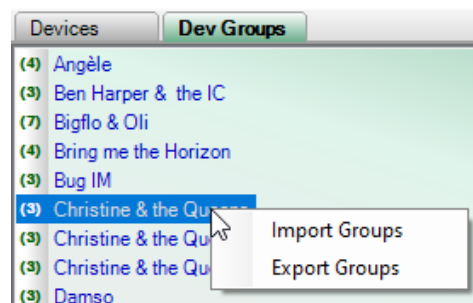 Devices Dev Groups
(4) Angèle
(3) Ben Harper & the IC
(7) Bigflo & Oli
(4) Bring me the Horizon
(3) Bug IM
(3) Christine & the Queens
(3) Christine & the Qu
(3) Christine & the Qu
(3) Damso
Import Groups
Export Groups